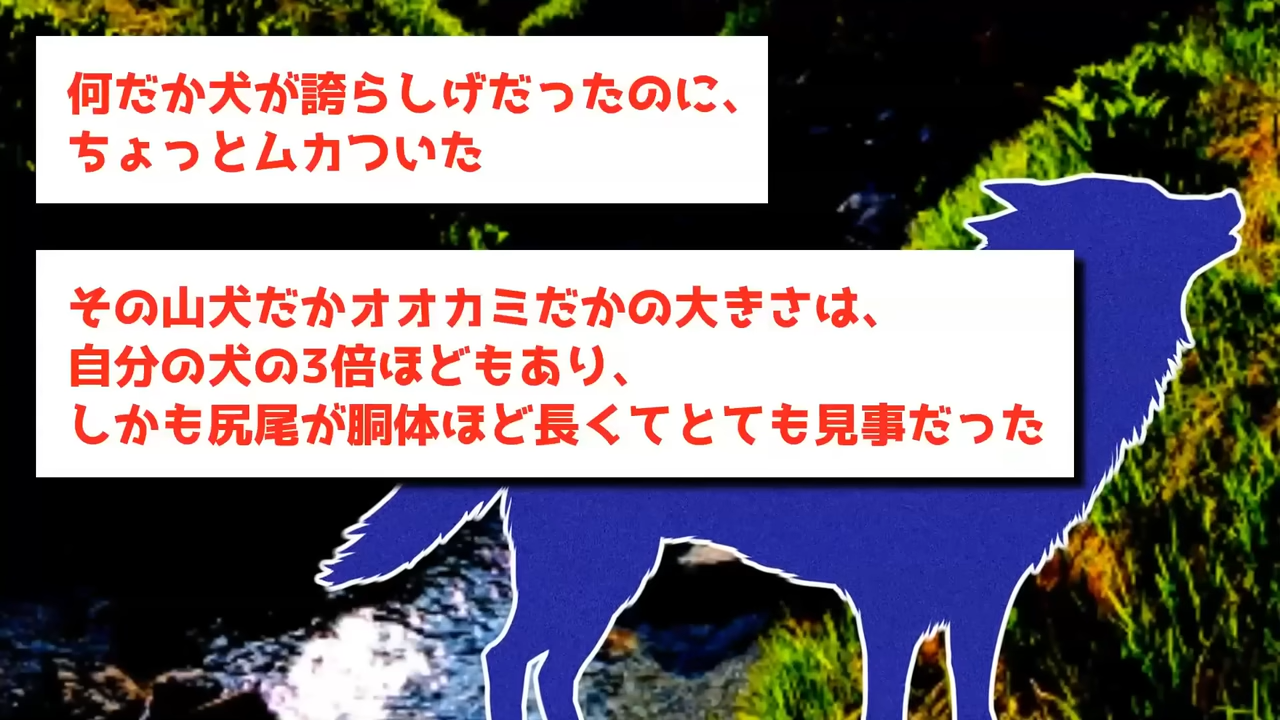 何だか犬が誇らしげだったのに、
ちょっとムカついた
その山犬だかオオカミだかの大きさは、
自分の犬の3倍ほどもあり、
しかも尻尾が胴体ほど長くてとても見事だった